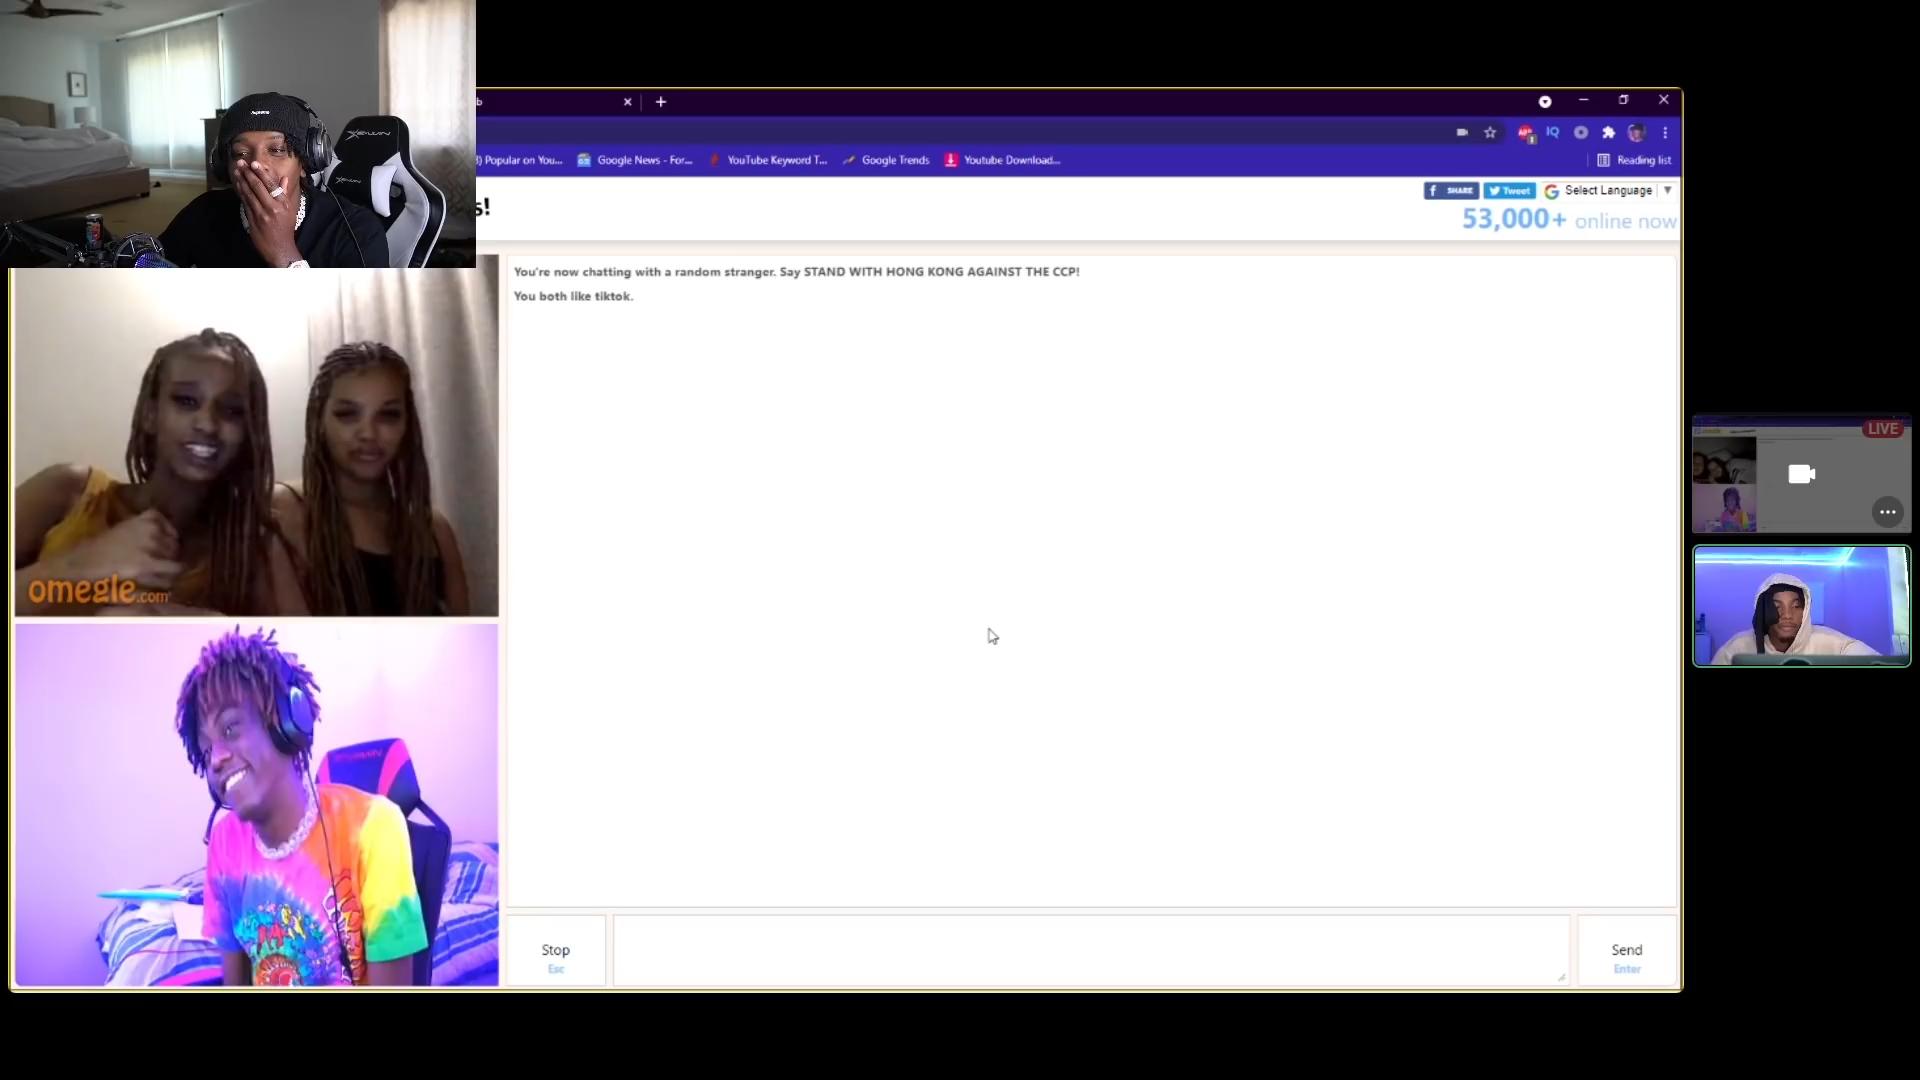 b
3) Popular on You...
Google News - For...
YouTube Keyword T...
Google Trends
Youtube Download...
Reading list
IQ
s!
SHARE
Tweet
Select Language
53,000+ online now
You're now chatting with a random stranger. Say STAND WITH HONG KONG AGAINST THE CCP!
You both like tiktok.
LIVE
omegle.com
Stop
Esc
Send
Enter